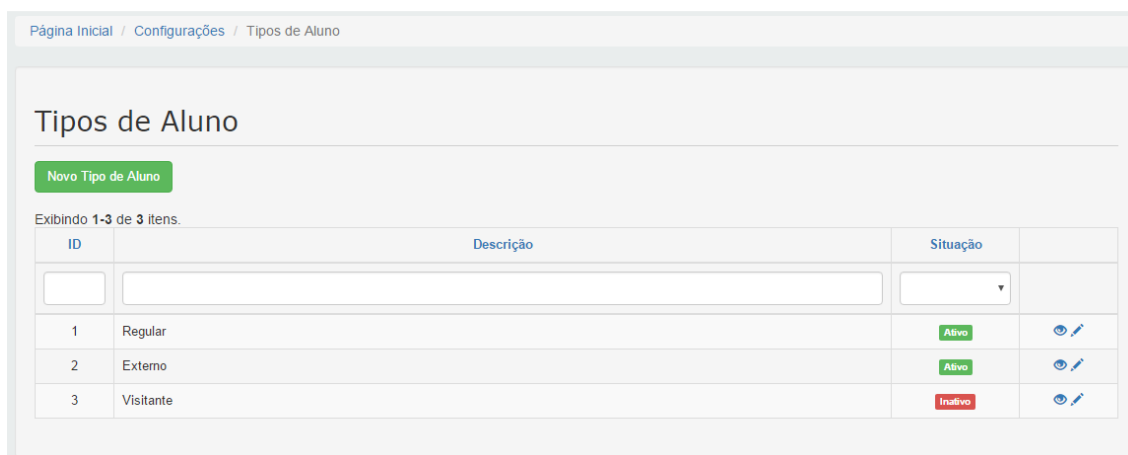 Página Inicial / Configurações / Tipos de Aluno
Tipos de Aluno
Novo Tipo de Aluno
Exibindo 1-3 de 3 itens.
ID Descrição Situação
1 Regular Ativo
2 Externo Ativo
3 Visitante Inativo